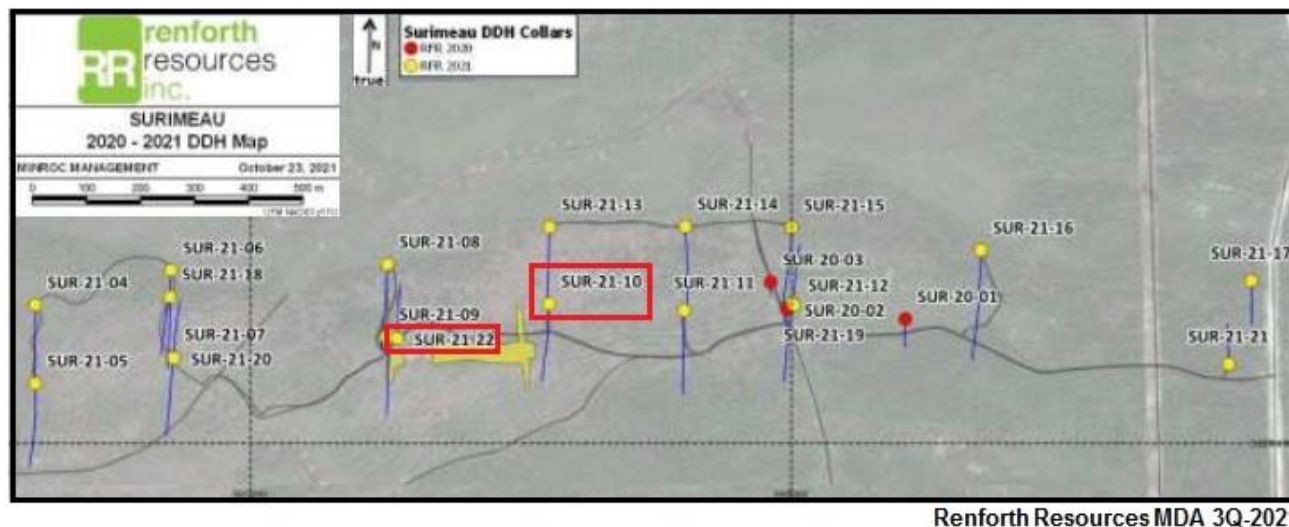 RR
renforth
resources
inc.
SURIMEAU
2020 - 2021 DDH Map
MINROC MANAGEMENT October 23, 2021
0 100 200 300 400 500 m
N
true
Surimeau DDH Collars
RFR 2020
RFR 2021
SUR-21-13
SUR-21-14
SUR-21-15
SUR-21-06
SUR-21-08
SUR-21-16
SUR-21-18
SUR-20-03
SUR-21-17
SUR-21-04
SUR-21-10
SUR-21-11
SUR-21-12
SUR-20-01
SUR-21-09
SUR-20-02
SUR-21-07
SUR-21-22
SUR-21-19
SUR-21-21
SUR-21-05
SUR-21-20
Renforth Resources MDA 3Q-202